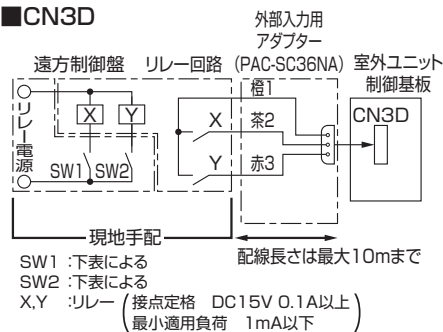 ■CN3D
外部入力用
アダプター
遠方制御盤 リレー回路 (PAC-SC36NA) 室外ユニット
制御基板
橙1
CN3D
X Y X 茶2
リレー電源
Y 赤3
SW1 SW2
現地手配
配線長さは最大10mまで
SW1 :下表による
SW2 :下表による
X,Y :リレー (接点定格 DC15V 0.1A以上
最小適用負荷 1mA以下)